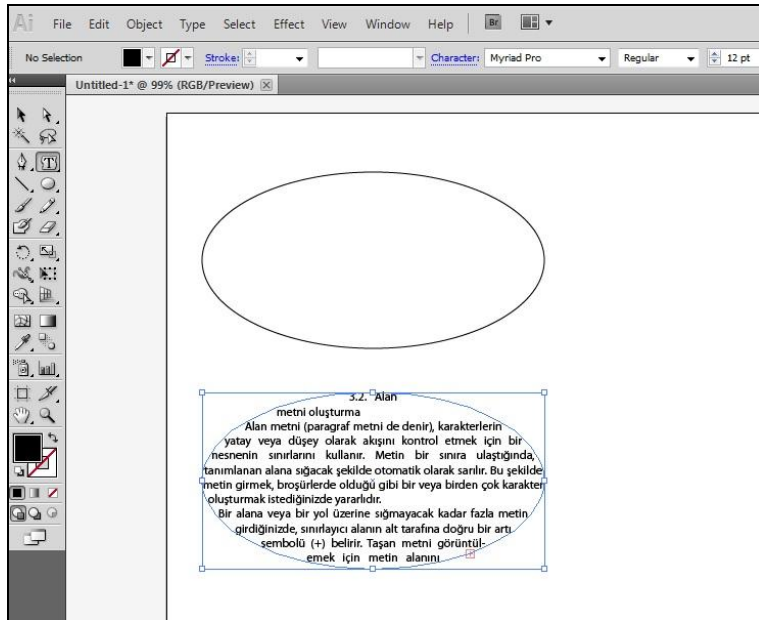 Ai File Edit Object Type Select Effect View Window Help Br
No Selection Stroke: Character: Myriad Pro Regular 12 pt
Untitled-1* @ 99% (RGB/Preview)
3.2. Alan
metni oluşturma
Alan metni (paragraf metni de denir), karakterlerin
yatay veya düşey olarak akışını kontrol etmek için bir
nesnenin sınırlarını kullanır. Metin bir sınıra ulaştığında,
tanımlanan alana sığacak şekilde otomatik olarak sarılır. Bu şekilde
metin girmek, broşürlerde olduğu gibi bir veya birden çok karakter
oluşturmak istediğinizde yararlıdır.
Bir alana veya bir yol üzerine sığmayacak kadar fazla metin
girdiğinizde, sınırlayıcı alanın alt tarafına doğru bir artı
sembolü (+) belirir. Taşan metni görüntül-
emek için metin alanını